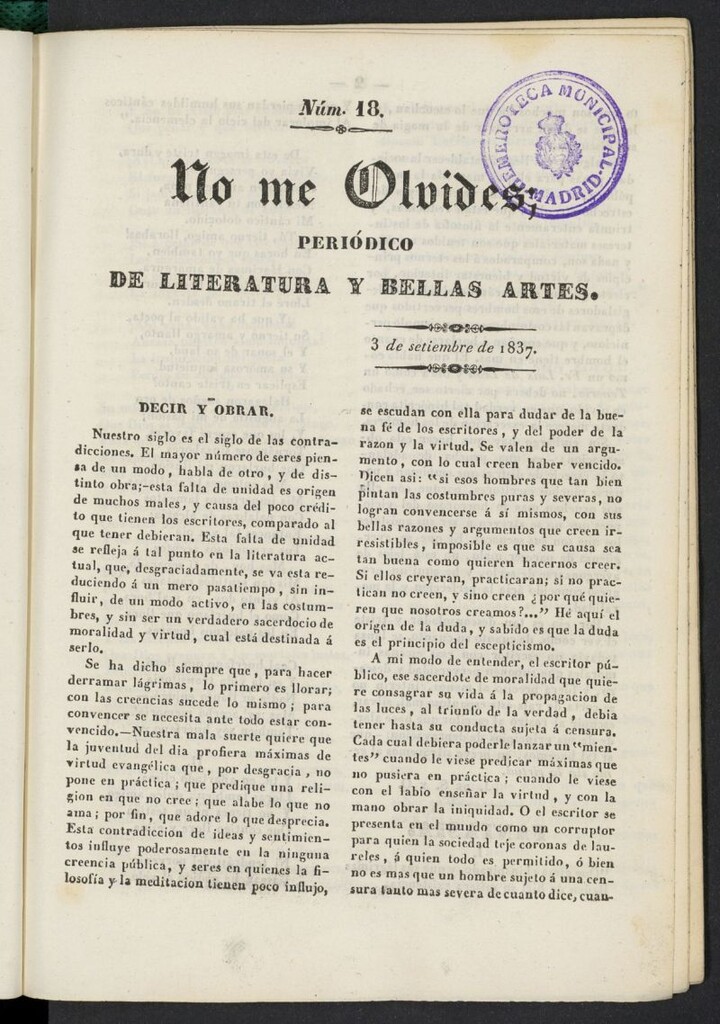 Núm. 18.
No me Olvides;
PERIÓDICO
DE LITERATURA Y BELLAS ARTES.
3 de setiembre de 1837.
HEMEROTECA MUNICIPAL
MADRID
DECIR Y OBRAR.
Nuestro siglo es el siglo de las contra-
dicciones. El mayor número de seres pien-
sa de un modo, habla de otro, y de dis-
tinto obra;-esta falta de unidad es origen
de muchos males, y causa del poco crédi-
to que tienen los escritores, comparado al
que tener debieran. Esta falta de unidad
se refleja á tal punto en la literatura ac-
tual, que, desgraciadamente, se va esta re-
duciendo á un mero pasatiempo, sin in-
fluir, de un modo activo, en las costum-
bres, y sin ser un verdadero sacerdocio de
moralidad y virtud, cual está destinada á
serlo.
Se ha dicho siempre que, para hacer
derramar lágrimas, lo primero es llorar;
con las creencias sucede lo mismo; para
convencer se necesita ante todo estar con-
vencido.—Nuestra mala suerte quiere que
la juventud del dia profiera máximas de
virtud evangélica que, por desgracia, no
pone en práctica; que predique una reli-
gion en que no cree; que alabe lo que no
ama; por fin, que adore lo que desprecia.
Esta contradiccion de ideas y sentimien-
tos influye poderosamente en la ninguna
creencia pública, y seres en quienes la fi-
losofía y la meditacion tienen poco influjo,
se escudan con ella para dudar de la bue-
na fé de los escritores, y del poder de la
razon y la virtud. Se valen de un argu-
mento, con lo cual creen haber vencido.
Dicen asi: "si esos hombres que tan bien
pintan las costumbres puras y severas, no
logran convencerse á sí mismos, con sus
bellas razones y argumentos que creen ir-
resistibles, imposible es que su causa sea
tan buena como quieren hacernos creer.
Si ellos creyeran, practicaran; si no prac-
tican no creen, y sino creen ¿por qué quie-
ren que nosotros creamos?..." Hé aquí el
origen de la duda, y sabido es que la duda
es el principio del escepticismo.
A mi modo de entender, el escritor pú-
blico, ese sacerdote de moralidad que quie-
re consagrar su vida á la propagacion de
las luces, al triunfo de la verdad, debia
tener hasta su conducta sujeta á censura.
Cada cual debiera poderle lanzar un "mien-
tes" cuando le viese predicar máximas que
no pusiera en práctica; cuando le viese
con el labio enseñar la virtud, y con la
mano obrar la iniquidad. O el escritor se
presenta en el mundo como un corruptor
para quien la sociedad teje coronas de lau-
reles, á quien todo es permitido, ó bien
no es mas que un hombre sujeto á una cen-
sura tanto mas severa de cuanto dice, cuan-